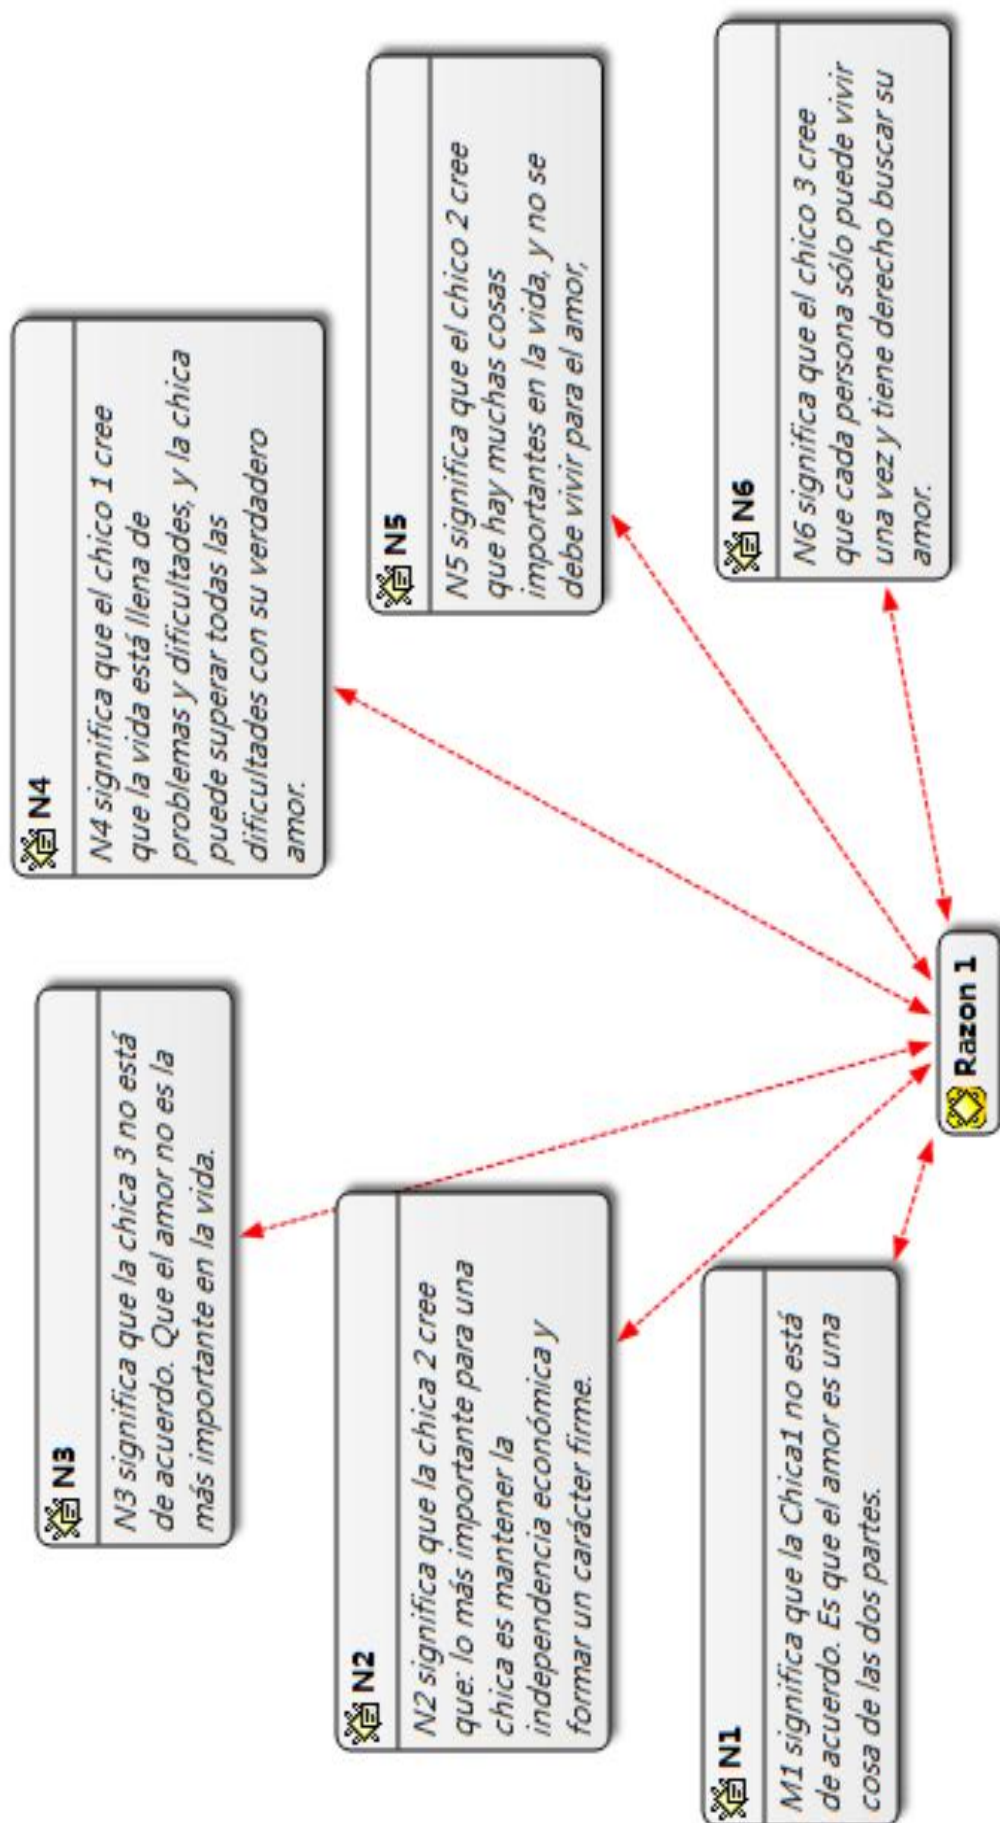 N1
M1 significa que la Chica1 no está
de acuerdo. Es que el amor es una
cosa de las dos partes.
N2
N2 significa que la chica 2 cree
que: lo más importante para una
chica es mantener la
independencia económica y
formar un carácter firme.
N3
N3 significa que la chica 3 no está
de acuerdo. Que el amor no es la
más importante en la vida.
N4
N4 significa que el chico 1 cree
que la vida está llena de
problemas y dificultades, y la chica
puede superar todas las
dificultades con su verdadero
amor.
N5
N5 significa que el chico 2 cree
que hay muchas cosas
importantes en la vida, y no se
debe vivir para el amor,
N6
N6 significa que el chico 3 cree
que cada persona sólo puede vivir
una vez y tiene derecho buscar su
amor.
Razon 1